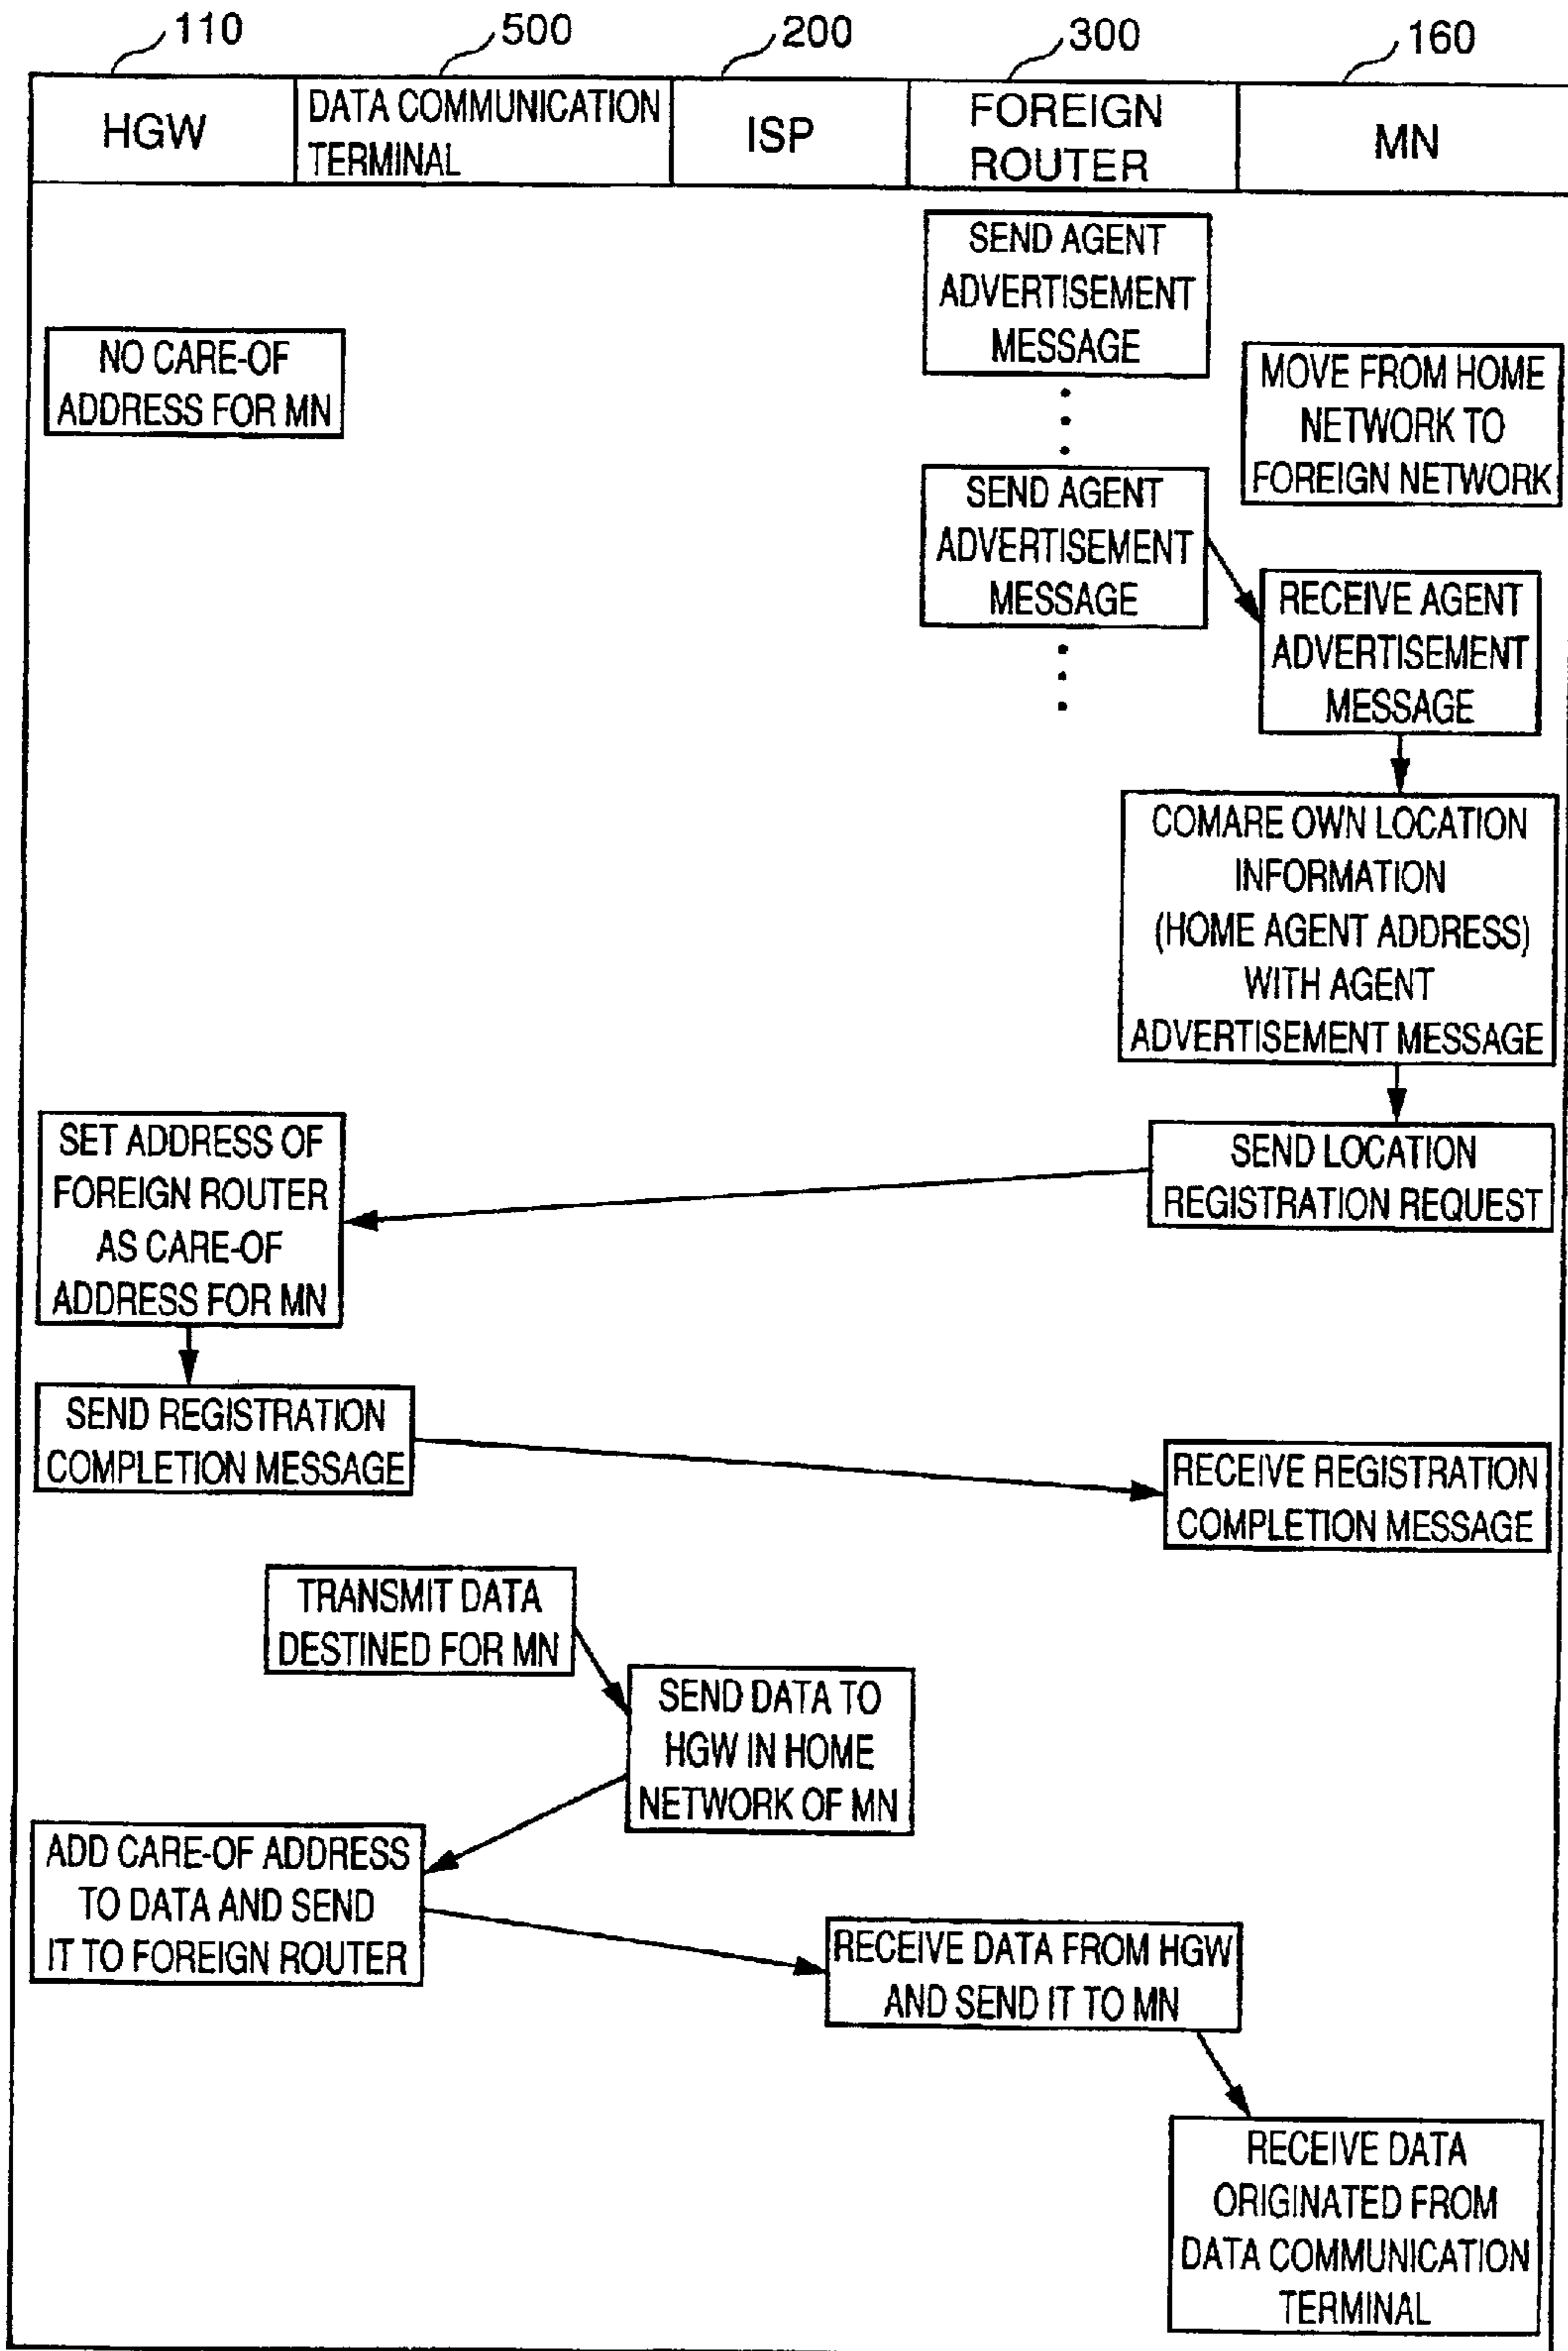 110
500
200
300
160
HGW
DATA COMMUNICATION
TERMINAL
ISP
FOREIGN
ROUTER
MN
SEND AGENT
ADVERTISEMENT
MESSAGE
NO CARE-OF
ADDRESS FOR MN
MOVE FROM HOME
NETWORK TO
FOREIGN NETWORK
SEND AGENT
ADVERTISEMENT
MESSAGE
RECEIVE AGENT
ADVERTISEMENT
MESSAGE
COMARE OWN LOCATION
INFORMATION
(HOME AGENT ADDRESS)
WITH AGENT
ADVERTISEMENT MESSAGE
SEND LOCATION
REGISTRATION REQUEST
SET ADDRESS OF
FOREIGN ROUTER
AS CARE-OF
ADDRESS FOR MN
SEND REGISTRATION
COMPLETION MESSAGE
RECEIVE REGISTRATION
COMPLETION MESSAGE
TRANSMIT DATA
DESTINED FOR MN
SEND DATA TO
HGW IN HOME
NETWORK OF MN
ADD CARE-OF ADDRESS
TO DATA AND SEND
IT TO FOREIGN ROUTER
RECEIVE DATA FROM HGW
AND SEND IT TO MN
RECEIVE DATA
ORIGINATED FROM
DATA COMMUNICATION
TERMINAL